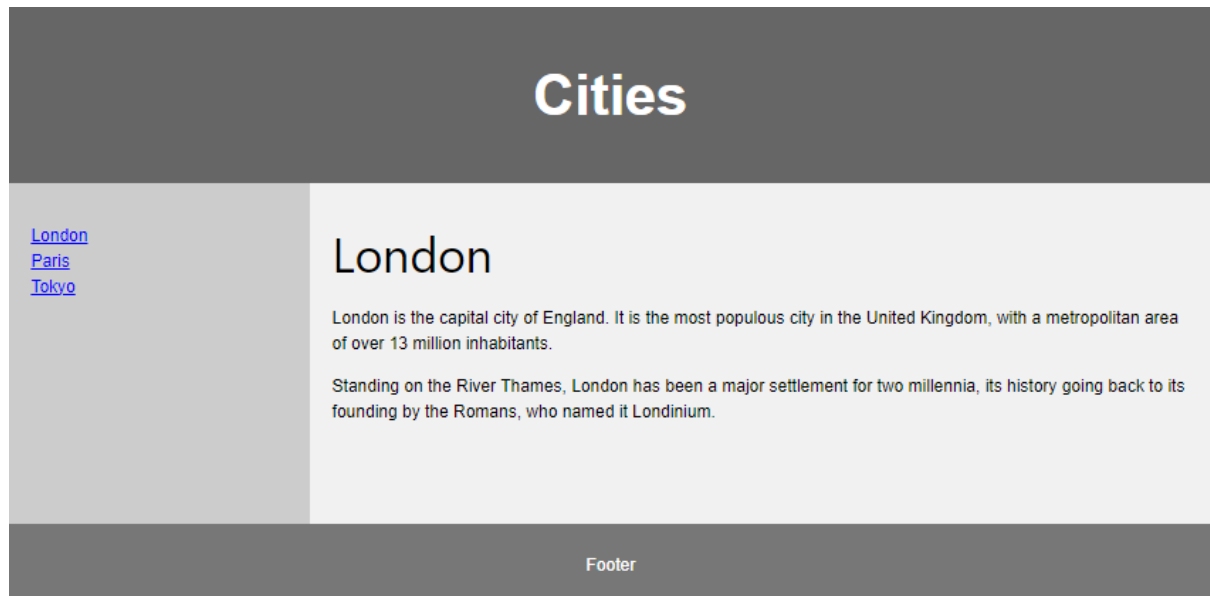 Cities
London
Paris
Tokyo
London
London is the capital city of England. It is the most populous city in the United Kingdom, with a metropolitan area
of over 13 million inhabitants.
Standing on the River Thames, London has been a major settlement for two millennia, its history going back to its
founding by the Romans, who named it Londinium.
Footer